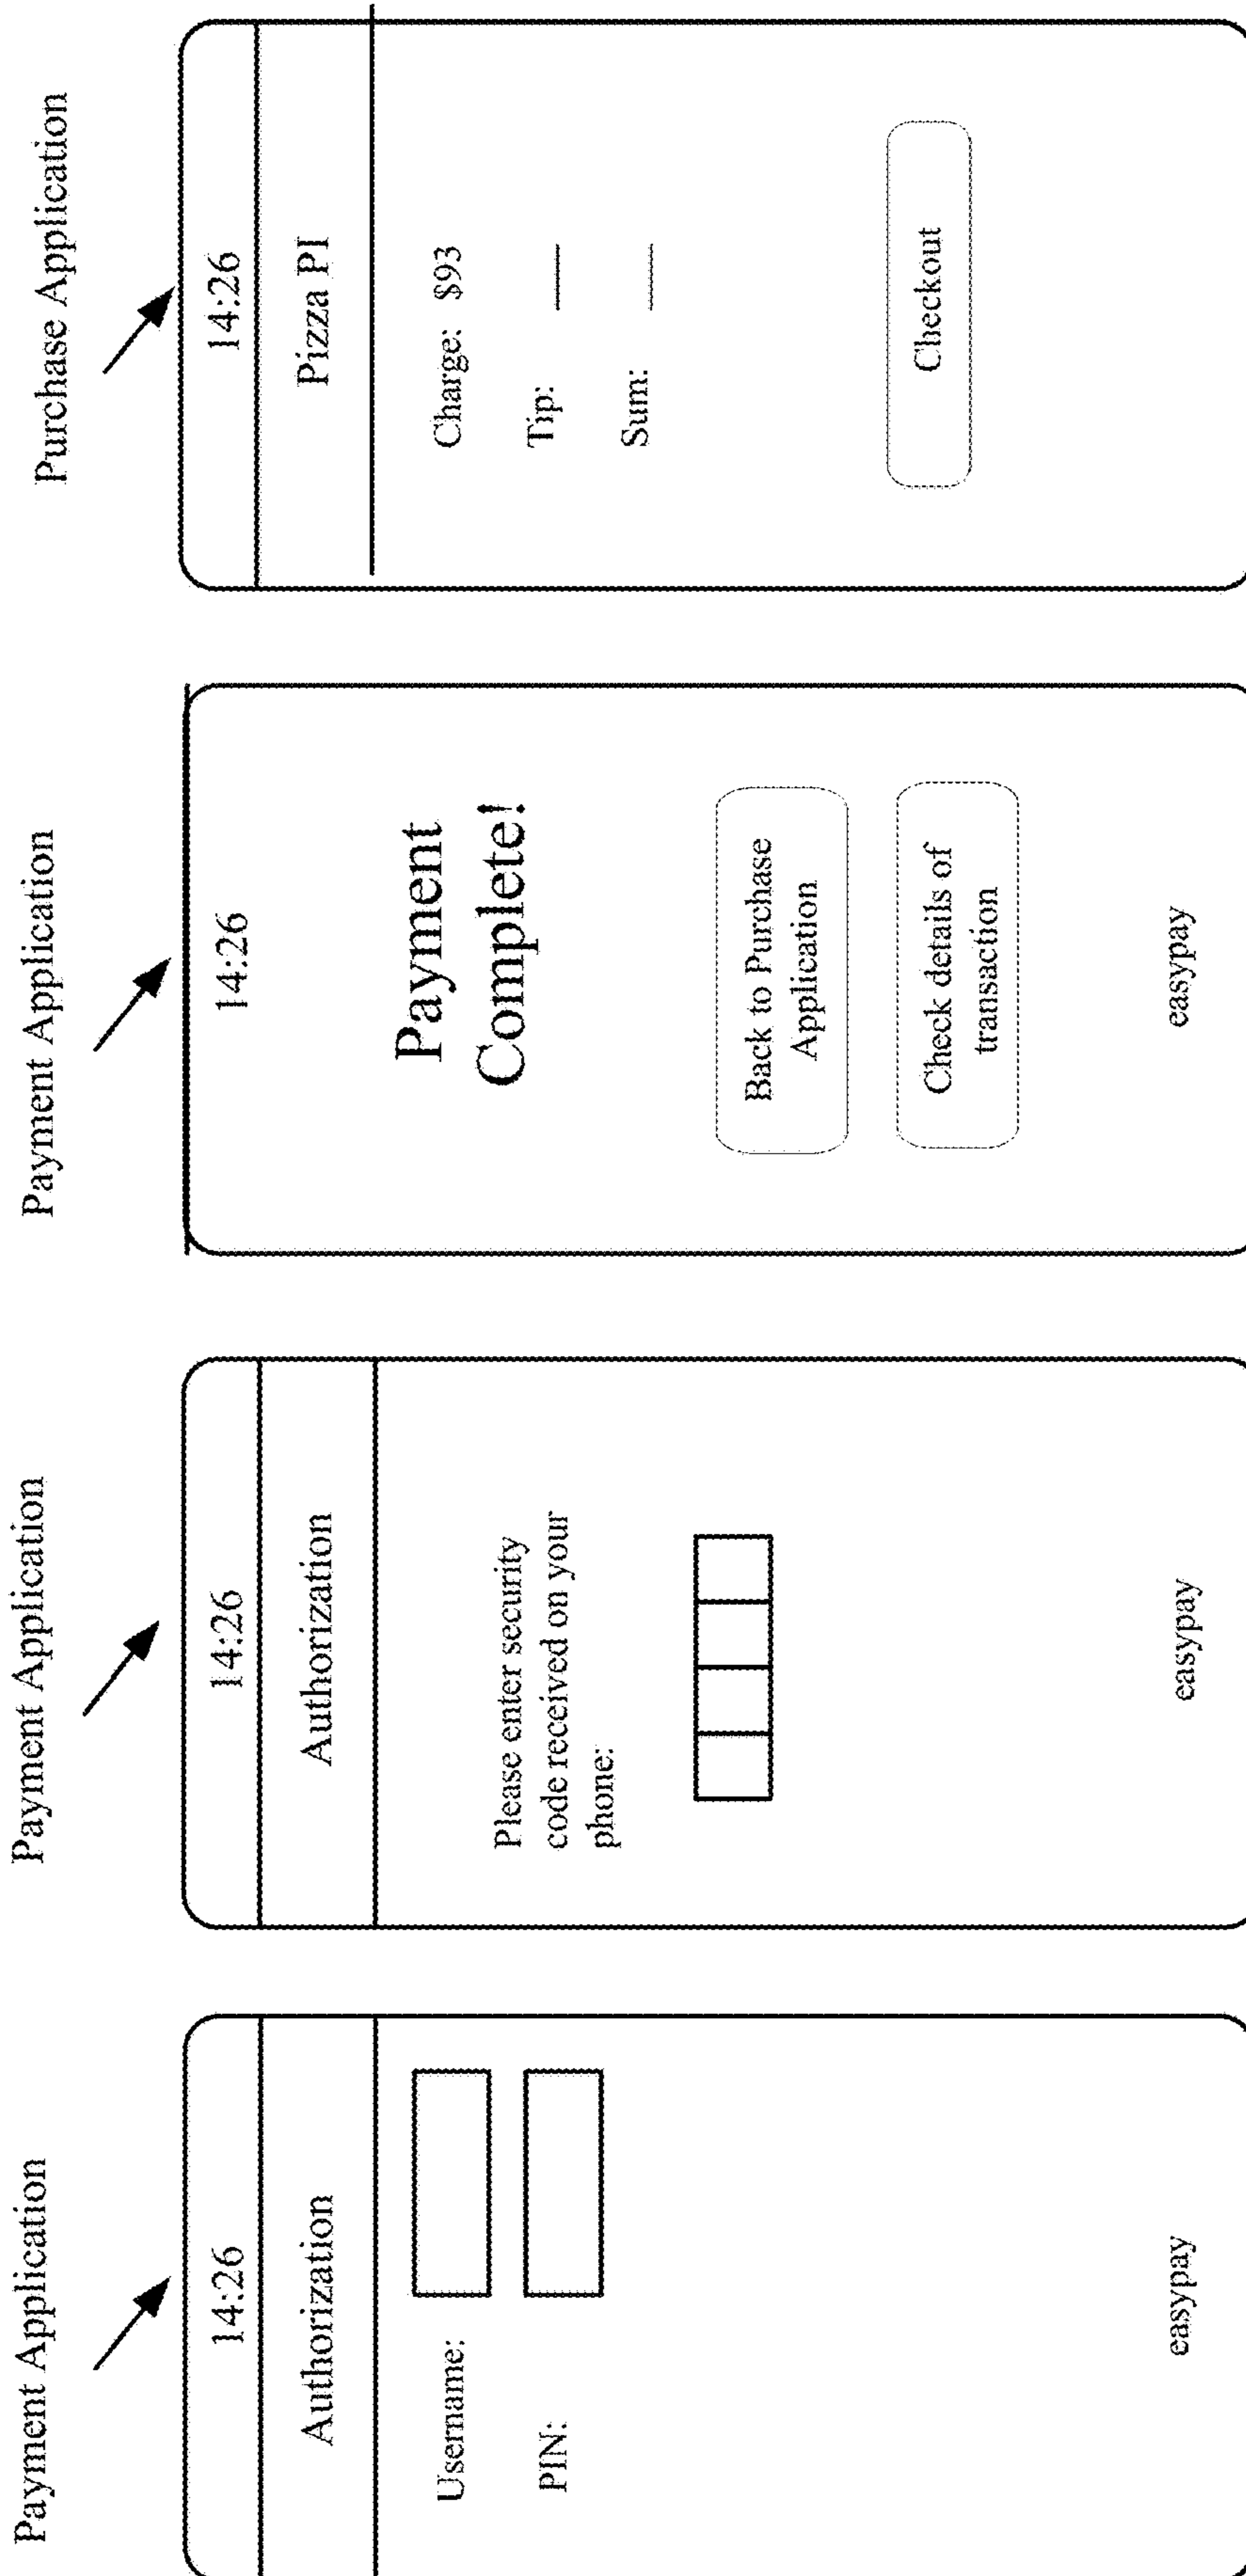 Payment Application
14:26
Authorization
Username:
PIN:
easypay
Payment Application
14:26
Authorization
Please enter security
code received on your
phone:
easypay
Payment Application
14:26
Payment
Complete!
Back to Purchase
Application
Check details of
transaction
easypay
Purchase Application
14:26
Pizza PI
Charge: $93
Tip:
Sum:
Checkout